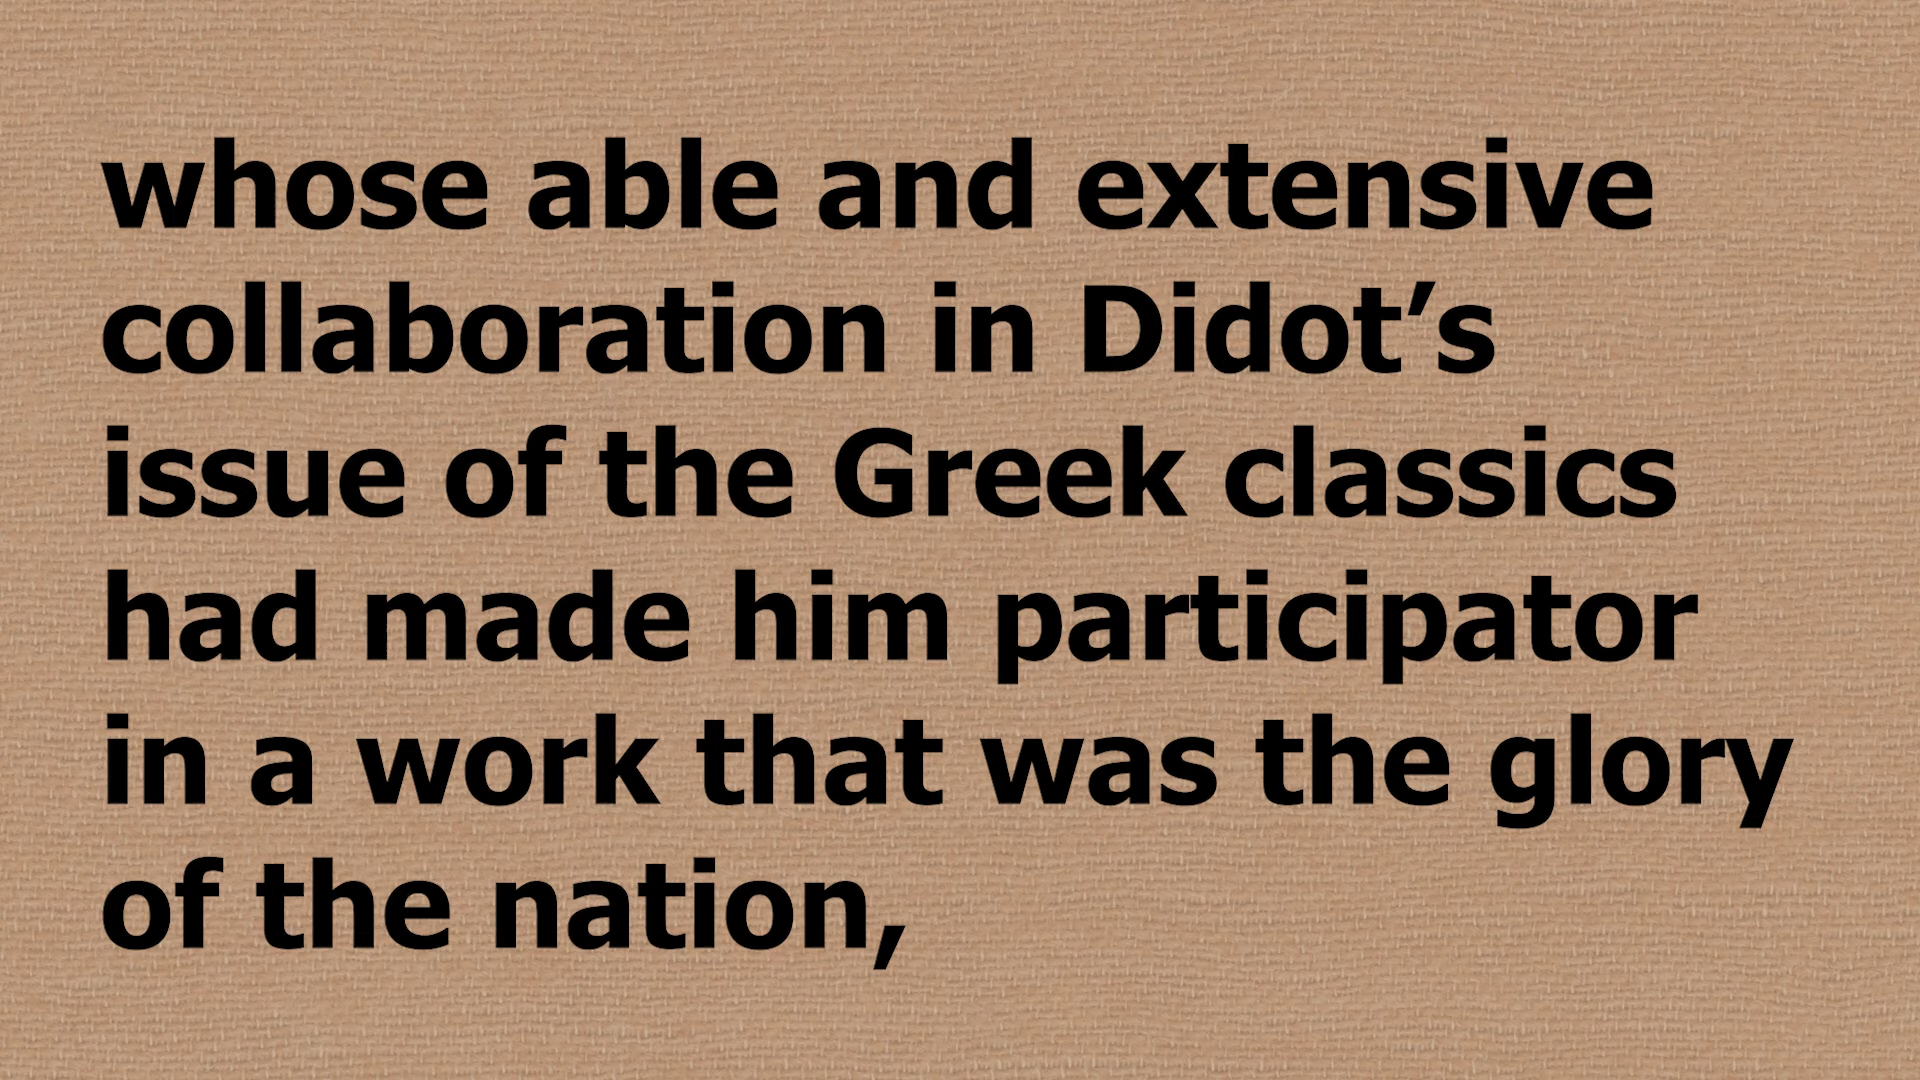 whose able and extensive
collaboration in Didot’s
issue of the Greek classics
had made him participator
in a work that was the glory
of the nation,